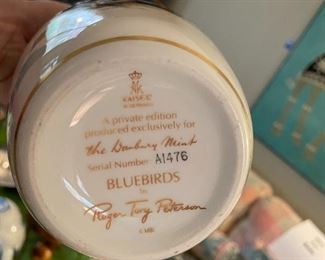 KAISER
A private edition
produced exclusively for
The Danbury Mint
Serial Number A1476
BLUEBIRDS
by
Roger Tory Peterson